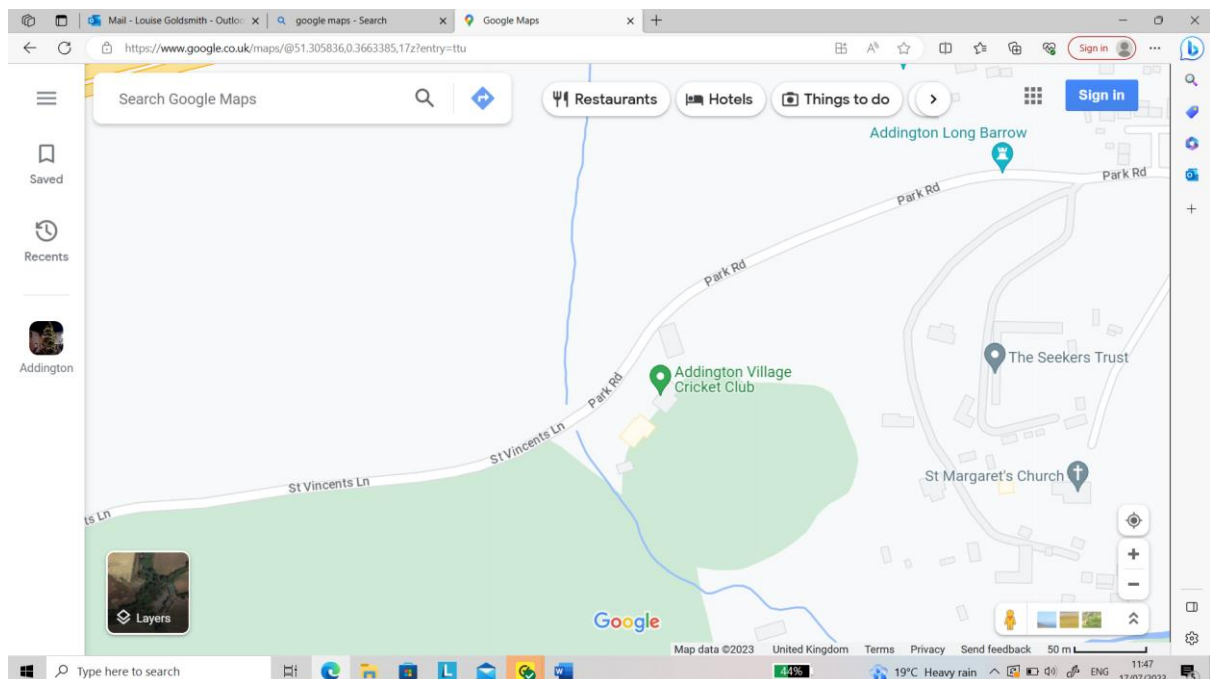 Mail - Louise Goldsmith - Outloo
google maps - Search
Google Maps
https://www.google.co.uk/maps/@51.305836,0.3663385,17z?entry=ttu
Sign in
Search Google Maps
Restaurants
Hotels
Things to do
Sign in
Saved
Recents
Addington
Addington Long Barrow
Park Rd
Park Rd
Park Rd
The Seekers Trust
Addington Village
Cricket Club
Park Rd
St Vincents Ln
St Vincents Ln
ts Ln
St Margaret's Church
Layers
Google
Map data ©2023 United Kingdom Terms Privacy Send feedback 50 m
Type here to search
44%
19°C Heavy rain
ENG
11:47
17/07/2023